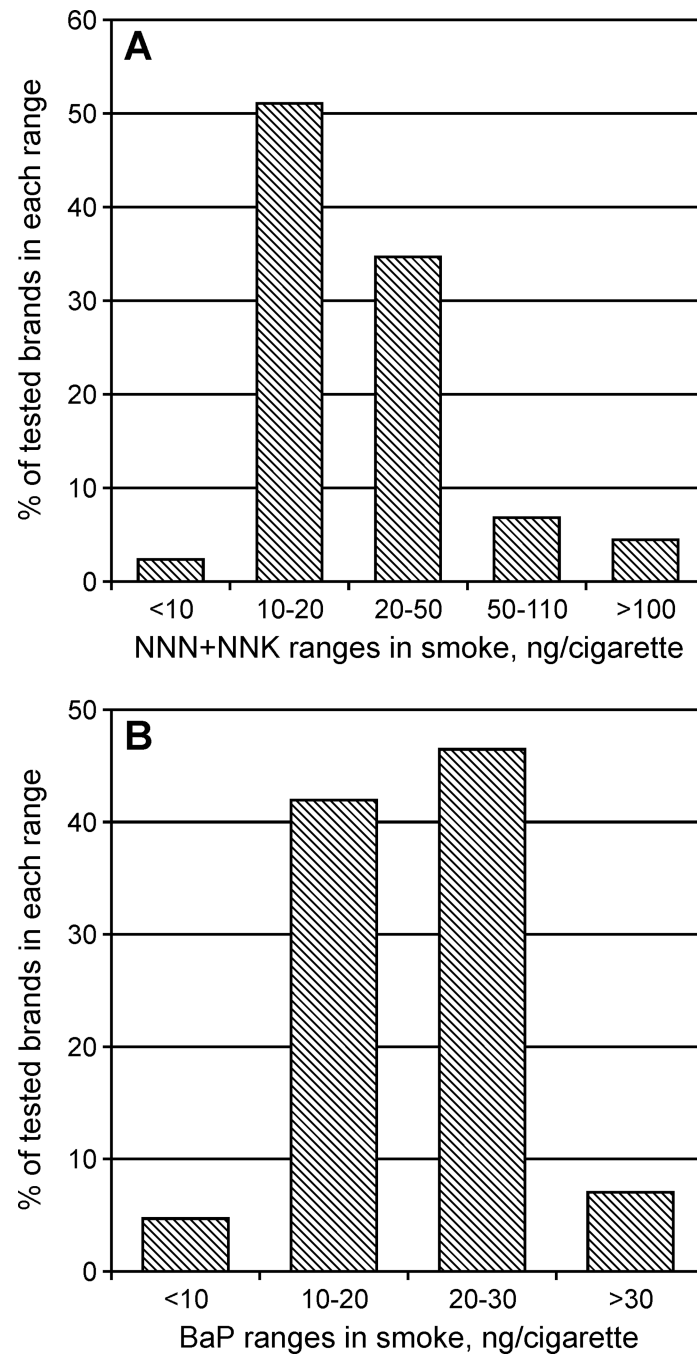 A
60
50
40
30
20
10
0
% of tested brands in each range
<10 10-20 20-50 50-110 >100
NNN+NNK ranges in smoke, ng/cigarette
B
50
40
30
20
10
0
% of tested brands in each range
<10 10-20 20-30 >30
BaP ranges in smoke, ng/cigarette